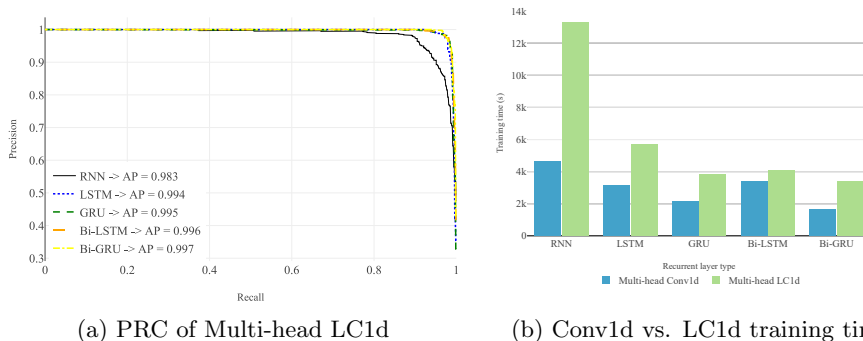 1
0.9
0.8
0.7
0.6
0.5
0.4
0.3
Precision
RNN -> AP = 0.983
LSTM -> AP = 0.994
GRU -> AP = 0.995
Bi-LSTM -> AP = 0.996
Bi-GRU -> AP = 0.997
0 0.2 0.4 0.6 0.8 1
Recall
(a) PRC of Multi-head LC1d
14k
12k
10k
8k
6k
4k
2k
0
Training time (s)
RNN LSTM GRU Bi-LSTM Bi-GRU
Recurrent layer type
Multi-head Conv1d Multi-head LC1d
(b) Conv1d vs. LC1d training tim